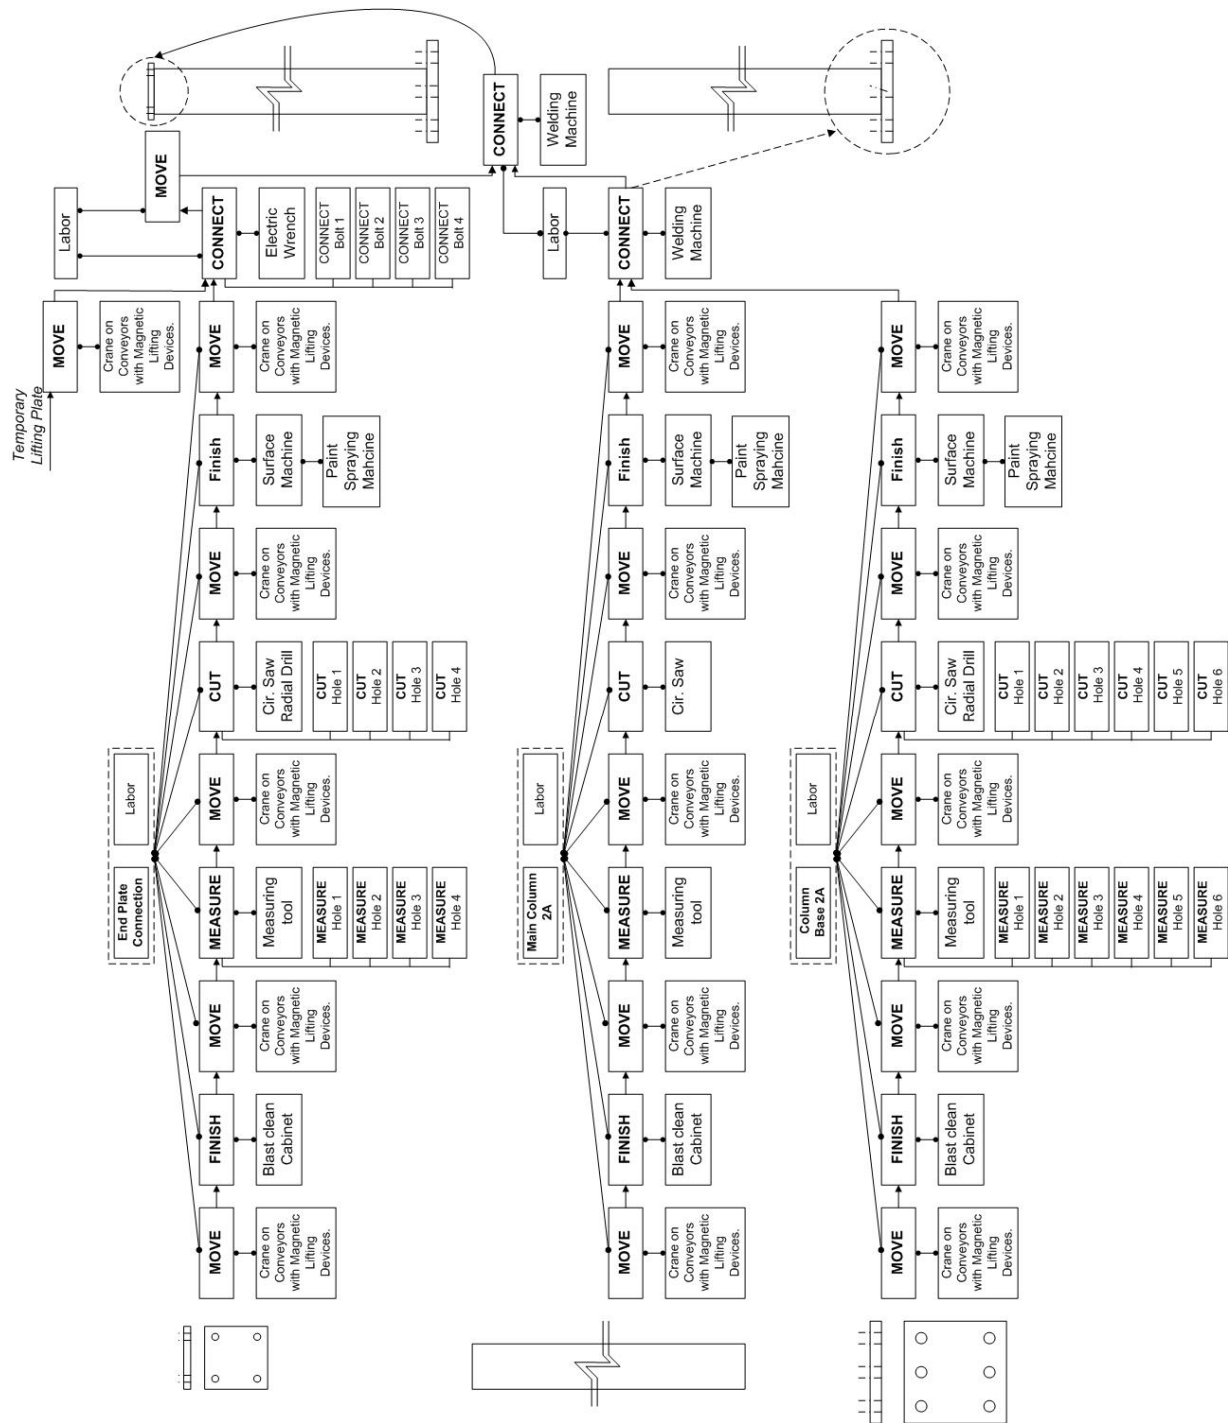 Temporary
Lifting Plate
MOVE
Crane on
Conveyors
with Magnetic
Lifting
Devices.
Labor
MOVE
End Plate
Connection
Labor
MOVE
FINISH
MOVE
MEASURE
MOVE
CUT
MOVE
Finish
MOVE
CONNECT
Crane on
Conveyors
with Magnetic
Lifting
Devices.
Blast clean
Cabinet
Crane on
Conveyors
with Magnetic
Lifting
Devices.
Measuring
tool
MEASURE
Hole 1
MEASURE
Hole 2
MEASURE
Hole 3
MEASURE
Hole 4
Crane on
Conveyors
with Magnetic
Lifting
Devices.
Cir. Saw
Radial Drill
CUT
Hole 1
CUT
Hole 2
CUT
Hole 3
CUT
Hole 4
Crane on
Conveyors
with Magnetic
Lifting
Devices.
Surface
Machine
Paint
Spraying
Mahcine
Crane on
Conveyors
with Magnetic
Lifting
Devices.
Electric
Wrench
CONNECT
Bolt 1
CONNECT
Bolt 2
CONNECT
Bolt 3
CONNECT
Bolt 4
CONNECT
Welding
Machine
Main Column
2A
Labor
Labor
MOVE
FINISH
MOVE
MEASURE
MOVE
CUT
MOVE
Finish
MOVE
CONNECT
Crane on
Conveyors
with Magnetic
Lifting
Devices.
Blast clean
Cabinet
Crane on
Conveyors
with Magnetic
Lifting
Devices.
Measuring
tool
Crane on
Conveyors
with Magnetic
Lifting
Devices.
Cir. Saw
Crane on
Conveyors
with Magnetic
Lifting
Devices.
Surface
Machine
Paint
Spraying
Mahcine
Crane on
Conveyors
with Magnetic
Lifting
Devices.
Welding
Machine
Column
Base 2A
Labor
MOVE
FINISH
MOVE
MEASURE
MOVE
CUT
MOVE
Finish
MOVE
Crane on
Conveyors
with Magnetic
Lifting
Devices.
Blast clean
Cabinet
Crane on
Conveyors
with Magnetic
Lifting
Devices.
Measuring
tool
MEASURE
Hole 1
MEASURE
Hole 2
MEASURE
Hole 3
MEASURE
Hole 4
MEASURE
Hole 5
MEASURE
Hole 6
Crane on
Conveyors
with Magnetic
Lifting
Devices.
Cir. Saw
Radial Drill
CUT
Hole 1
CUT
Hole 2
CUT
Hole 3
CUT
Hole 4
CUT
Hole 5
CUT
Hole 6
Crane on
Conveyors
with Magnetic
Lifting
Devices.
Surface
Machine
Paint
Spraying
Mahcine
Crane on
Conveyors
with Magnetic
Lifting
Devices.